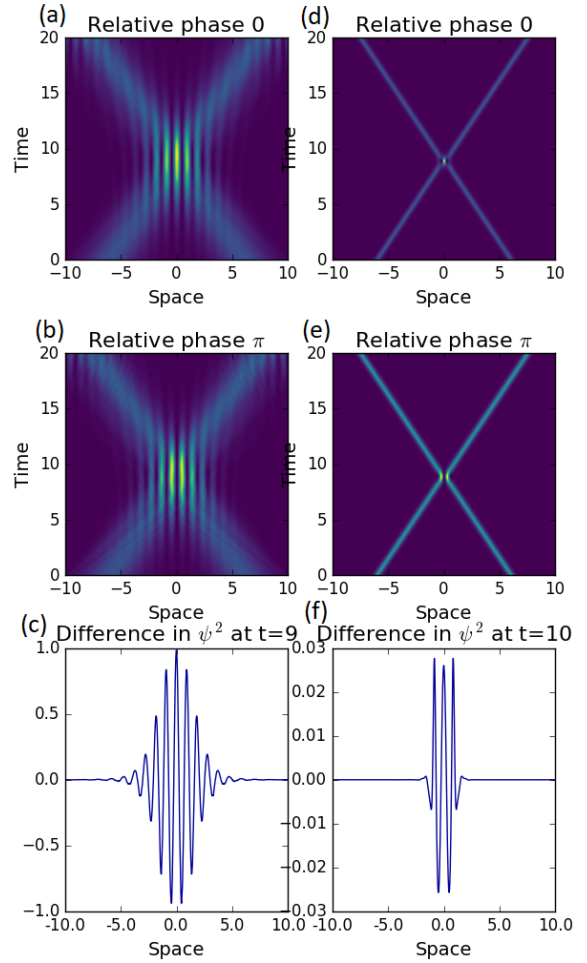 (a)
Relative phase 0
20
15
10
5
0
Time
−10
−5
0
5
10
Space
(d)
Relative phase 0
20
15
10
5
0
Time
−10
−5
0
5
10
Space
(b)
Relative phase π
20
15
10
5
0
Time
−10
−5
0
5
10
Space
(e)
Relative phase π
20
15
10
5
0
Time
−10
−5
0
5
10
Space
(c)
Difference in ψ² at t=9
1.0
0.5
0.0
−0.5
−1.0
-10.0
-5.0
0.0
5.0
10.0
Space
(f)
Difference in ψ² at t=10
0.03
0.02
0.01
0.00
−0.01
−0.02
−0.03
-10.0
-5.0
0.0
5.0
10.0
Space